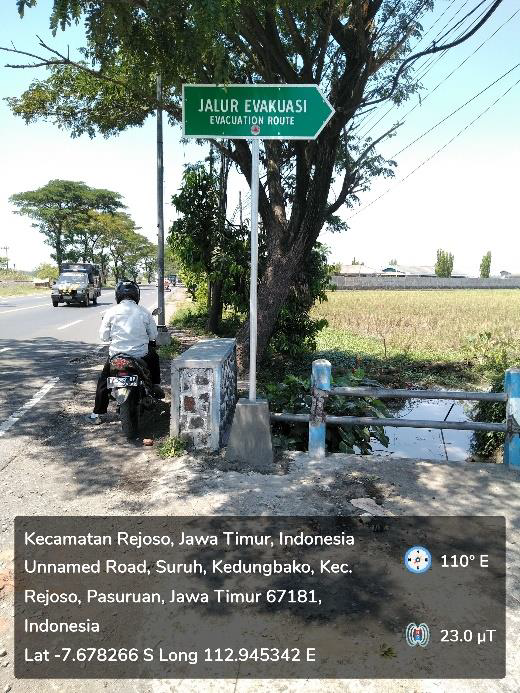 JALUR EVAKUASI
EVACUATION ROUTE
Kecamatan Rejoso, Jawa Timur, Indonesia
Unnamed Road, Suruh, Kedungbako, Kec.
Rejoso, Pasuruan, Jawa Timur 67181,
Indonesia
Lat -7.678266 S Long 112.945342 E
110° E
23.0 µT